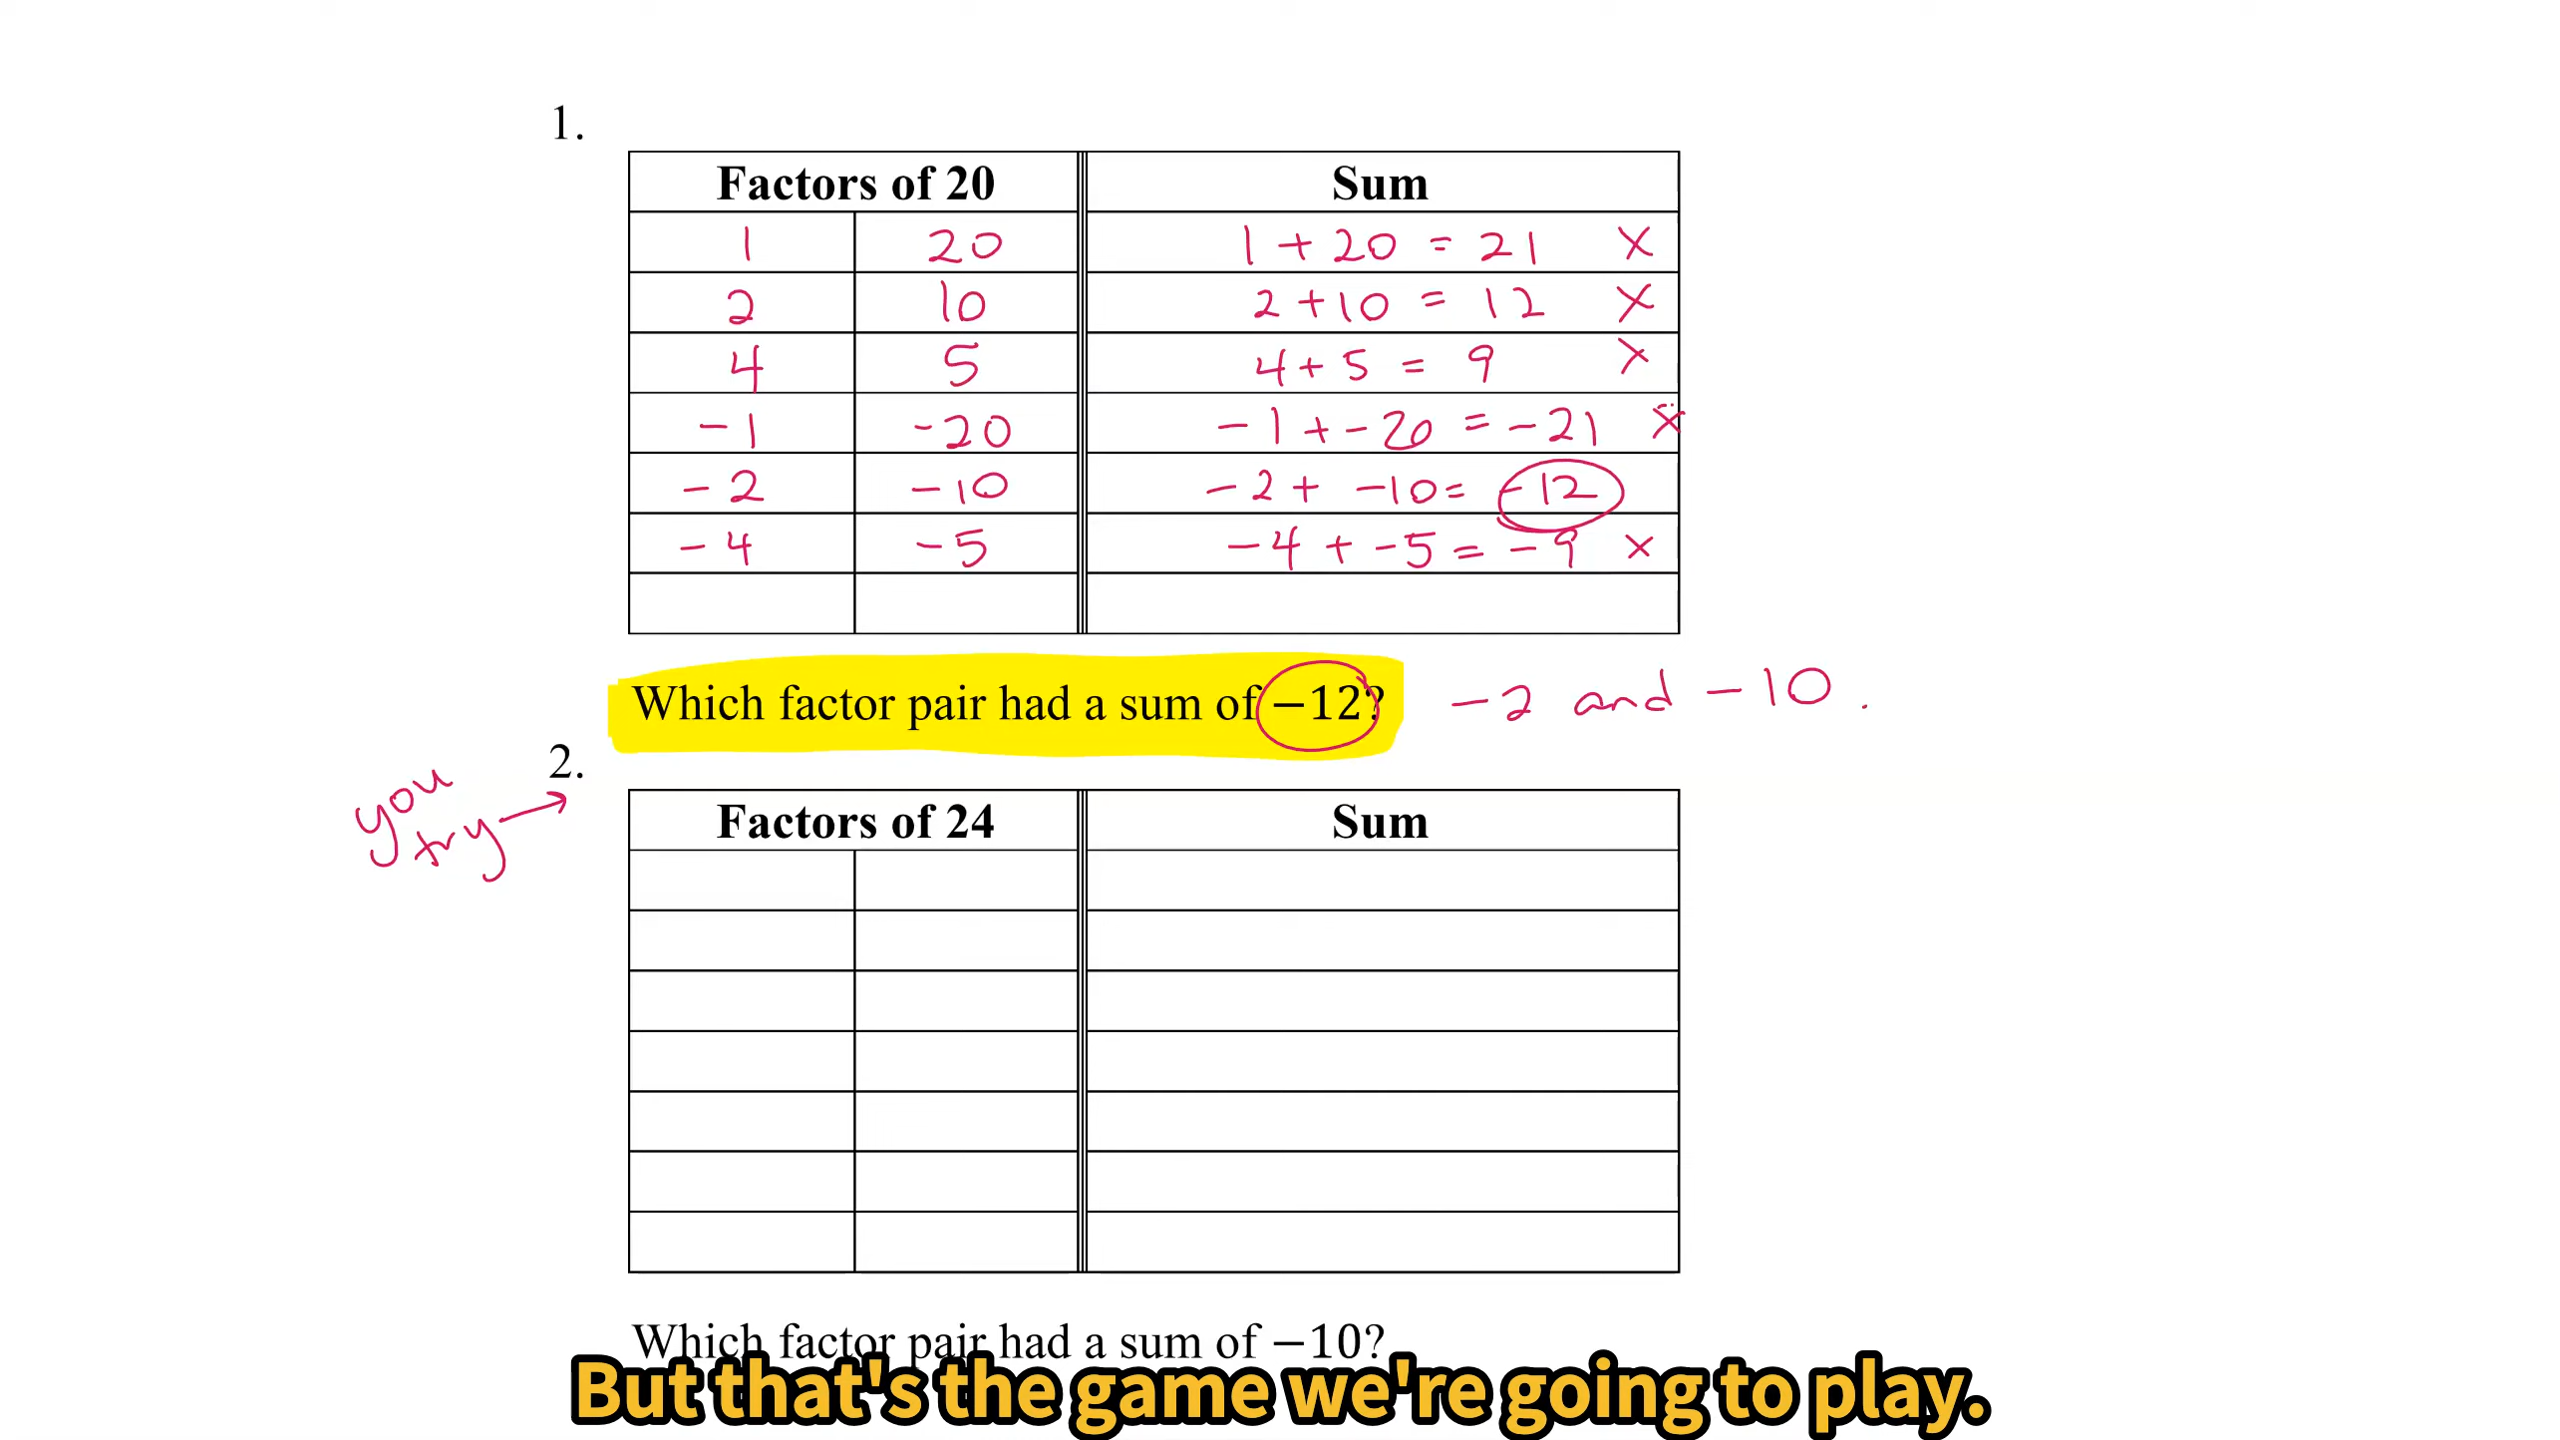 1.
Factors of 20 Sum
1 20 1 + 20 = 21 X
2 10 2 + 10 = 12 X
4 5 4 + 5 = 9 X
-1 -20 -1 + -20 = -21 X
-2 -10 -2 + -10 = -12
-4 -5 -4 + -5 = -9 X
Which factor pair had a sum of −12? -2 and -10.
2.
you
try →
Factors of 24 Sum
Which factor pair had a sum of −10?
But that's the game we're going to play.